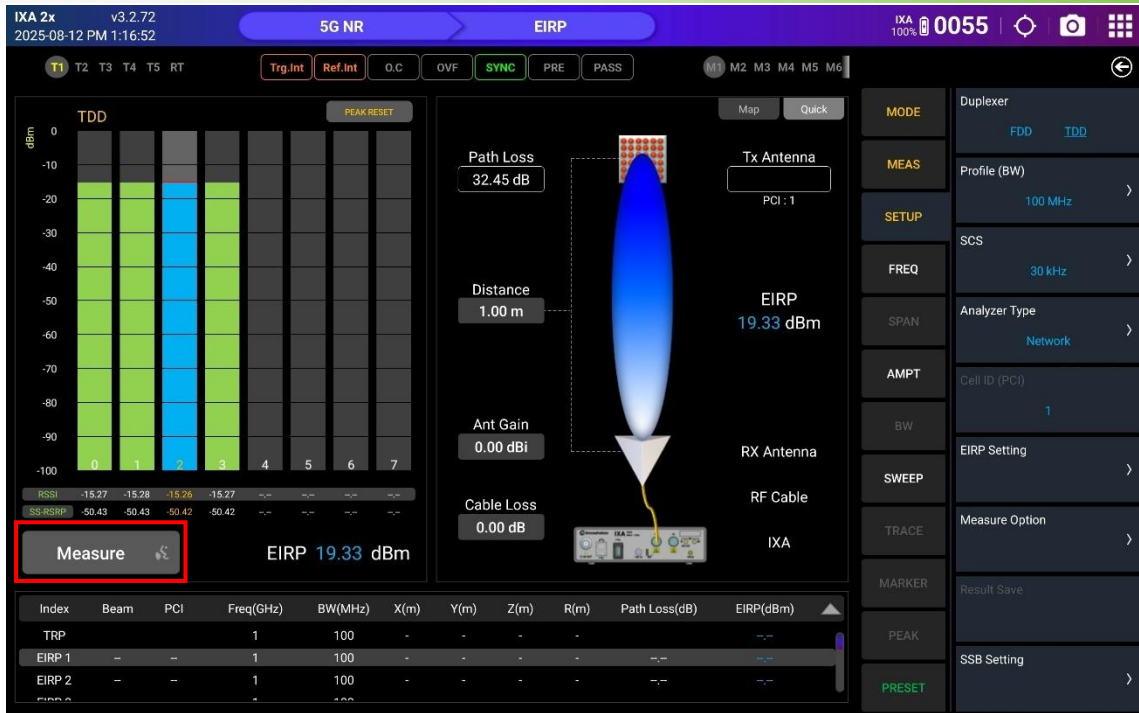 IXA 2x v3.2.72
2025-08-12 PM 1:16:52
5G NR EIRP
IXA 100% 0055
T1 T2 T3 T4 T5 RT
Trg.Int Ref.Int O.C OVF SYNC PRE PASS
M1 M2 M3 M4 M5 M6
TDD
PEAK RESET
dBm
0
-10
-20
-30
-40
-50
-60
-70
-80
-90
-100
0 1 2 3 4 5 6 7
RSSI -15.27 -15.28 -15.26 -15.27 --.-- --.-- --.-- --.--
SS-RSRP -50.43 -50.43 -50.42 -50.42 --.-- --.-- --.-- --.--
Measure
EIRP 19.33 dBm
Map Quick
Path Loss
32.45 dB
Tx Antenna
PCI : 1
Distance
1.00 m
EIRP
19.33 dBm
Ant Gain
0.00 dBi
RX Antenna
Cable Loss
0.00 dB
RF Cable
IXA
IXA
Index Beam PCI Freq(GHz) BW(MHz) X(m) Y(m) Z(m) R(m) Path Loss(dB) EIRP(dBm)
TRP 1 100 - - - - --.--
EIRP 1 -- -- 1 100 - - - - --.-- --.--
EIRP 2 -- -- 1 100 - - - - --.-- --.--
MODE
MEAS
SETUP
FREQ
SPAN
AMPT
BW
SWEEP
TRACE
MARKER
PEAK
PRESET
Duplexer
FDD TDD
Profile (BW)
100 MHz
SCS
30 kHz
Analyzer Type
Network
Cell ID (PCI)
1
EIRP Setting
Measure Option
Result Save
SSB Setting